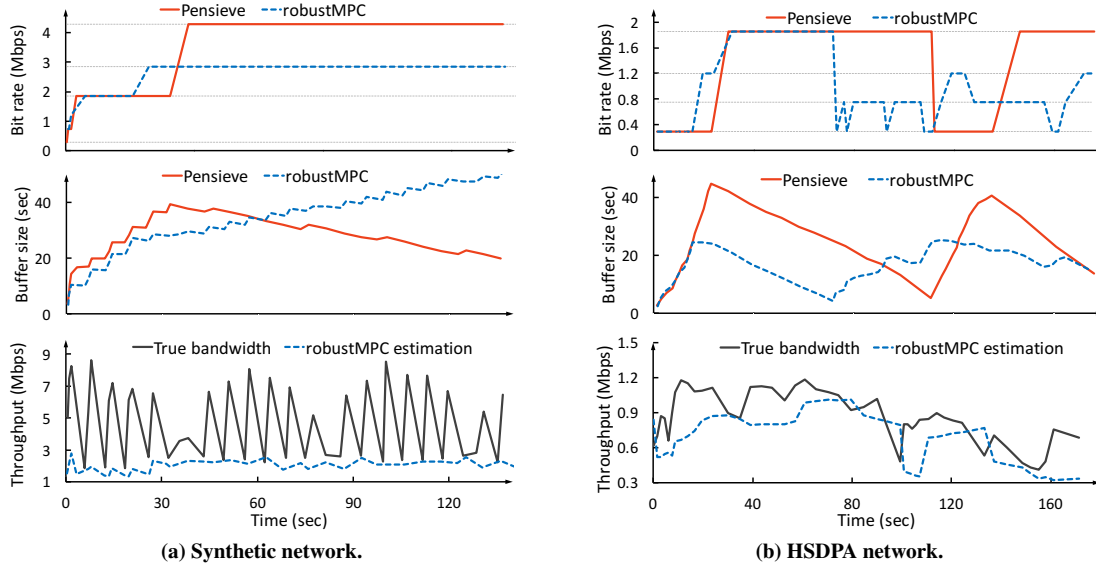 Pensieve robustMPC
Bit rate (Mbps)
4
3
2
1
0
Pensieve robustMPC
Buffer size (sec)
40
20
0
True bandwidth robustMPC estimation
Throughput (Mbps)
9
7
5
3
1
0 30 60 90 120
Time (sec)
(a) Synthetic network.
Pensieve robustMPC
Bit rate (Mbps)
2
1.6
1.2
0.8
0.4
0
Pensieve robustMPC
Buffer size (sec)
40
20
0
True bandwidth robustMPC estimation
Throughput (Mbps)
1.5
1.2
0.9
0.6
0.3
0 40 80 120 160
Time (sec)
(b) HSDPA network.